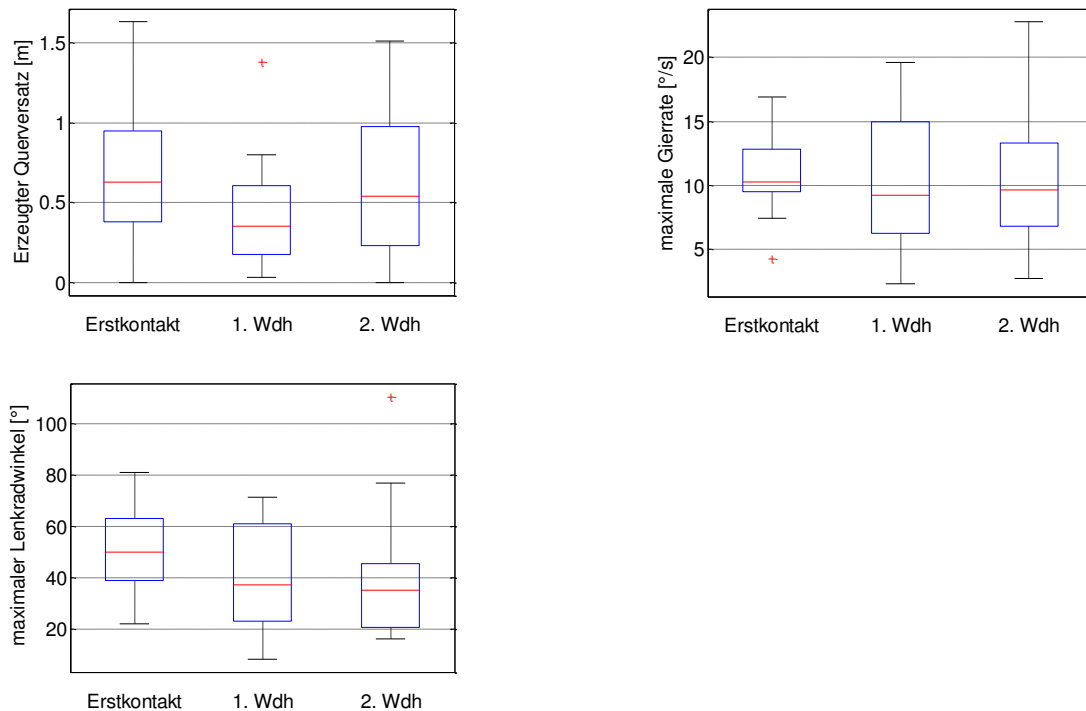 Erzeugter Querversatz [m]
1.5
1
0.5
0
Erstkontakt 1. Wdh 2. Wdh
maximale Gierrate [°/s]
20
15
10
5
Erstkontakt 1. Wdh 2. Wdh
maximaler Lenkradwinkel [°]
100
80
60
40
20
Erstkontakt 1. Wdh 2. Wdh